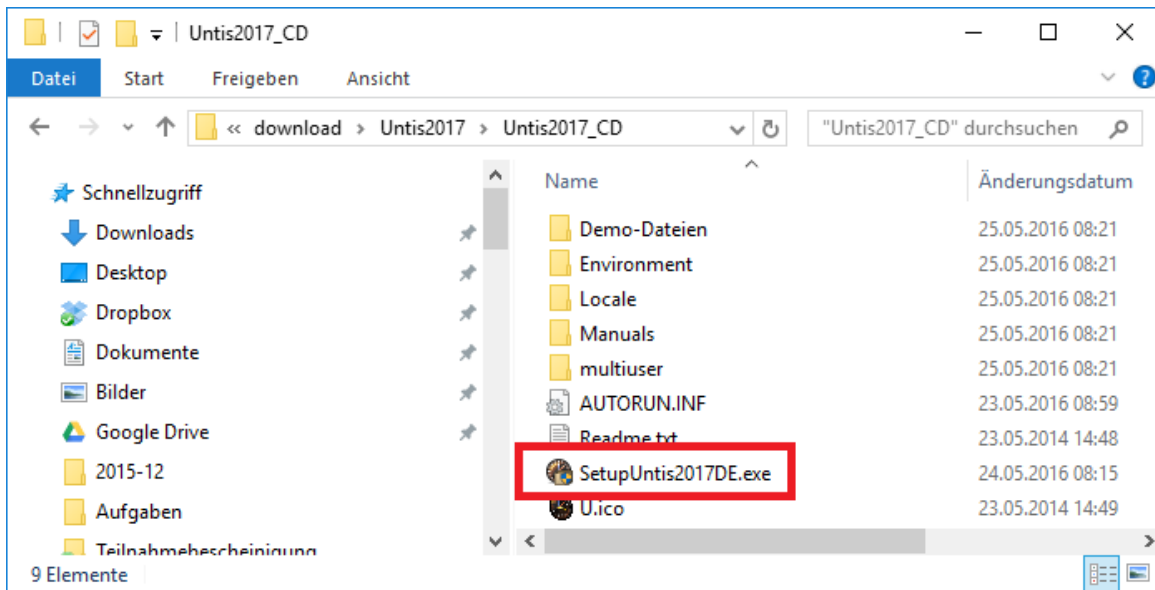 Untis2017_CD
Datei Start Freigeben Ansicht
« download > Untis2017 > Untis2017_CD "Untis2017_CD" durchsuchen
Schnellzugriff
Downloads
Desktop
Dropbox
Dokumente
Bilder
Google Drive
2015-12
Aufgaben
Teilnahmebescheinigung
Name Änderungsdatum
Demo-Dateien 25.05.2016 08:21
Environment 25.05.2016 08:21
Locale 25.05.2016 08:21
Manuals 25.05.2016 08:21
multiuser 25.05.2016 08:21
AUTORUN.INF 23.05.2016 08:59
Readme.txt 23.05.2014 14:48
SetupUntis2017DE.exe 24.05.2016 08:15
U.ico 23.05.2014 14:49
9 Elemente